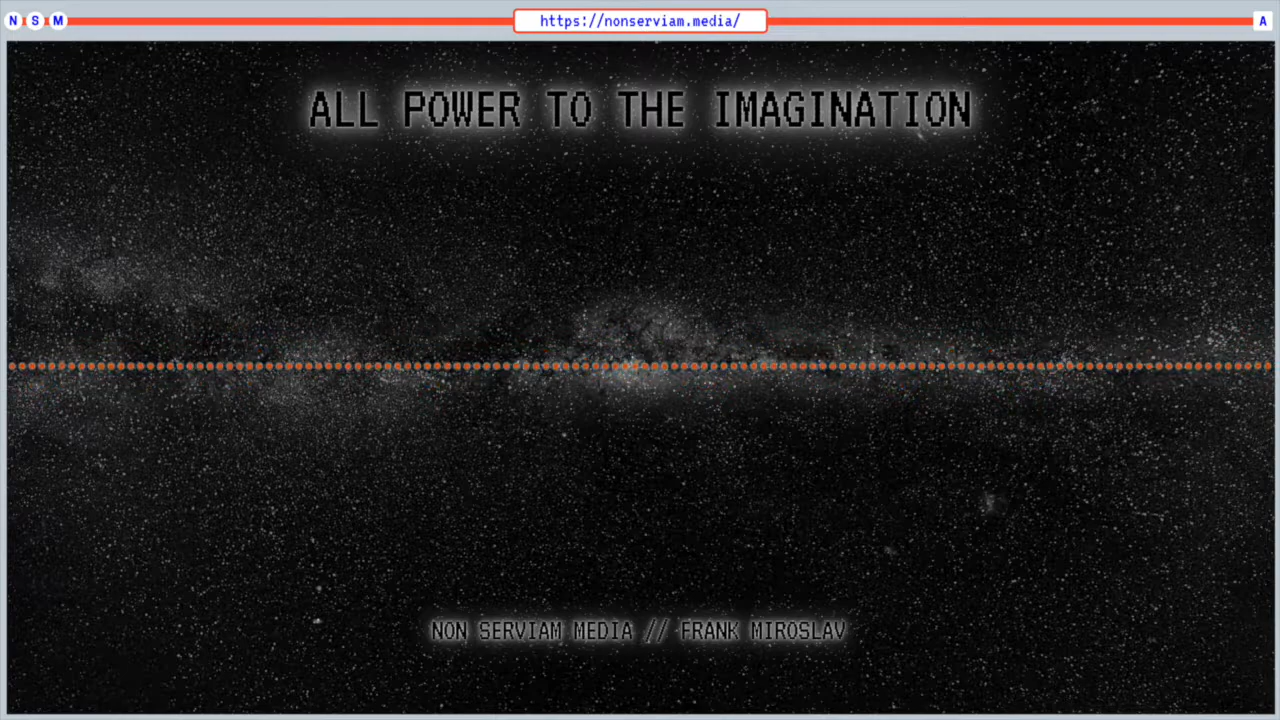 N S M https://nonserviam.media/ A
ALL POWER TO THE IMAGINATION
NON SERVIAM MEDIA // FRANK MIROSLAV